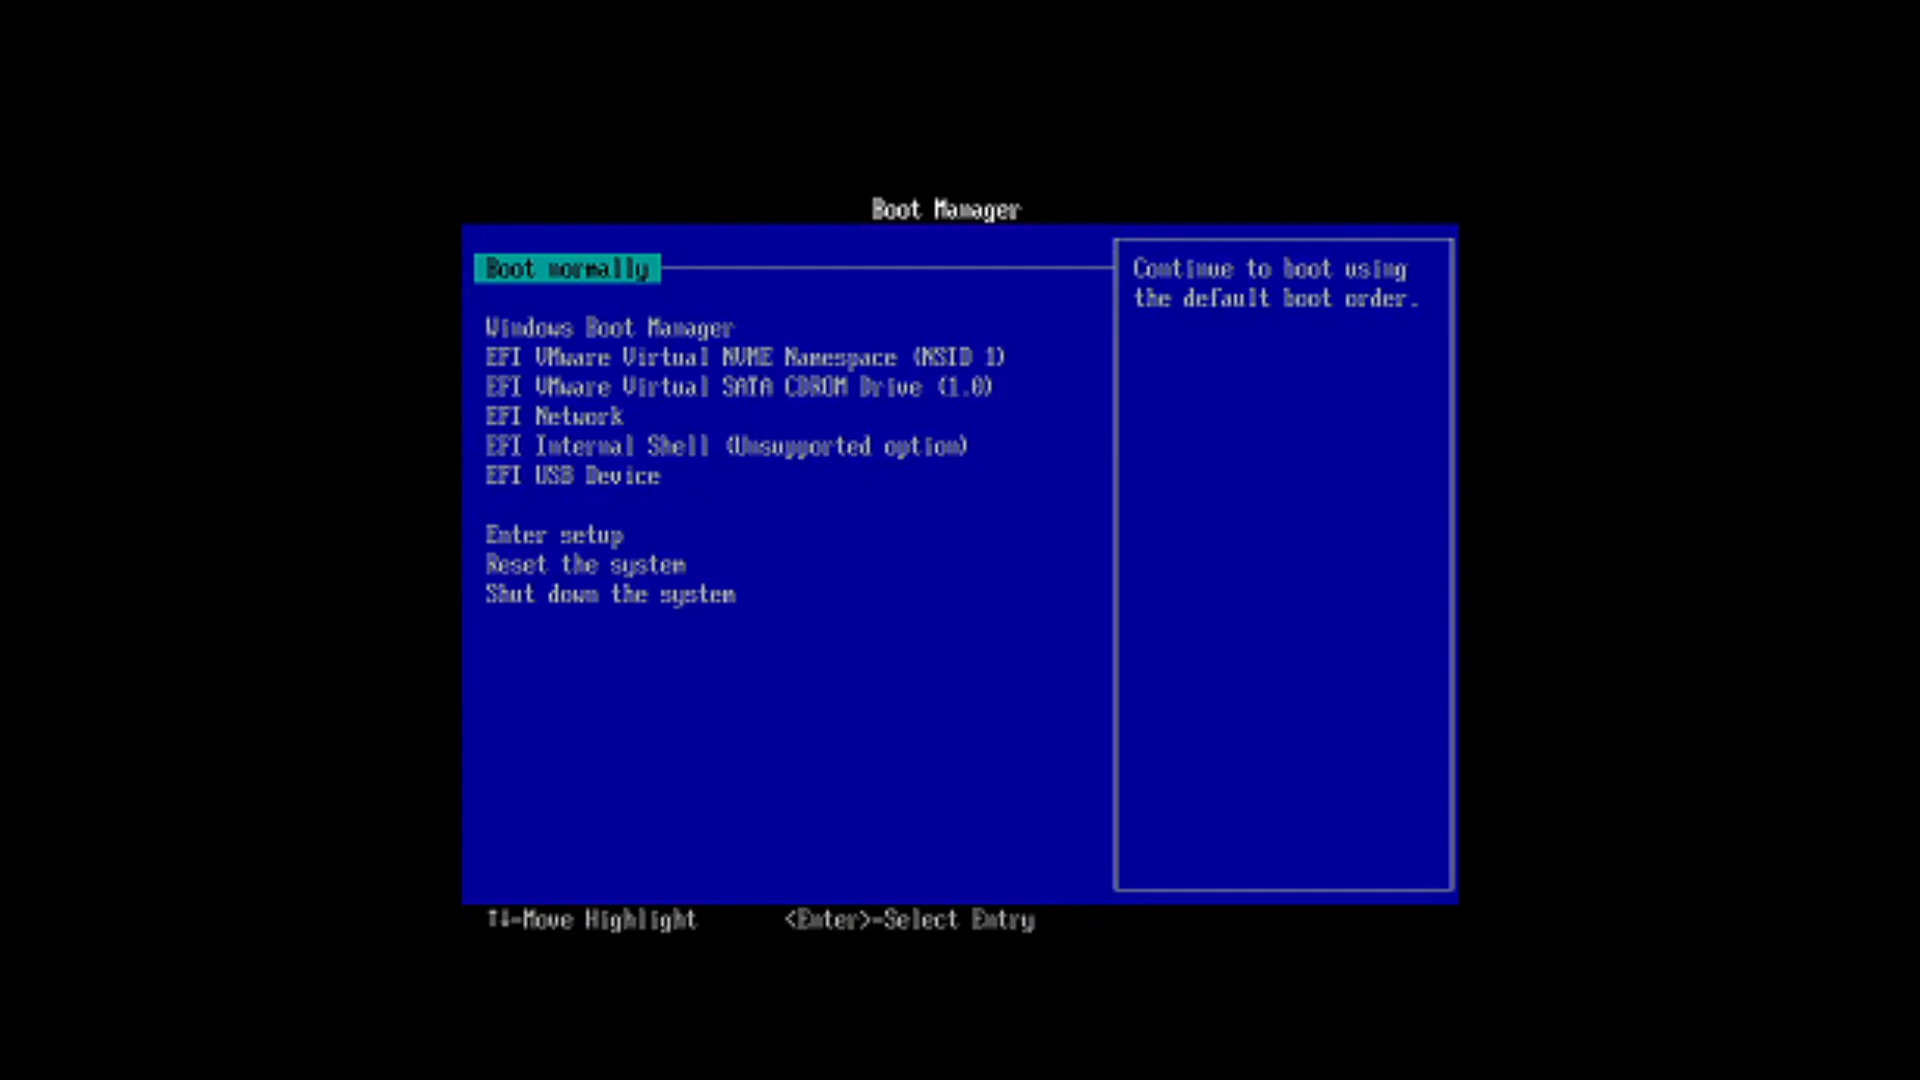 Boot Manager
Boot normally
Continue to boot using
the default boot order.
Windows Boot Manager
EFI VMware Virtual NVME Namespace (NSID 1)
EFI VMware Virtual SATA CDROM Drive (1.0)
EFI Network
EFI Internal Shell (Unsupported option)
EFI USB Device
Enter setup
Reset the system
Shut down the system
↑↓-Move Highlight <Enter>-Select Entry